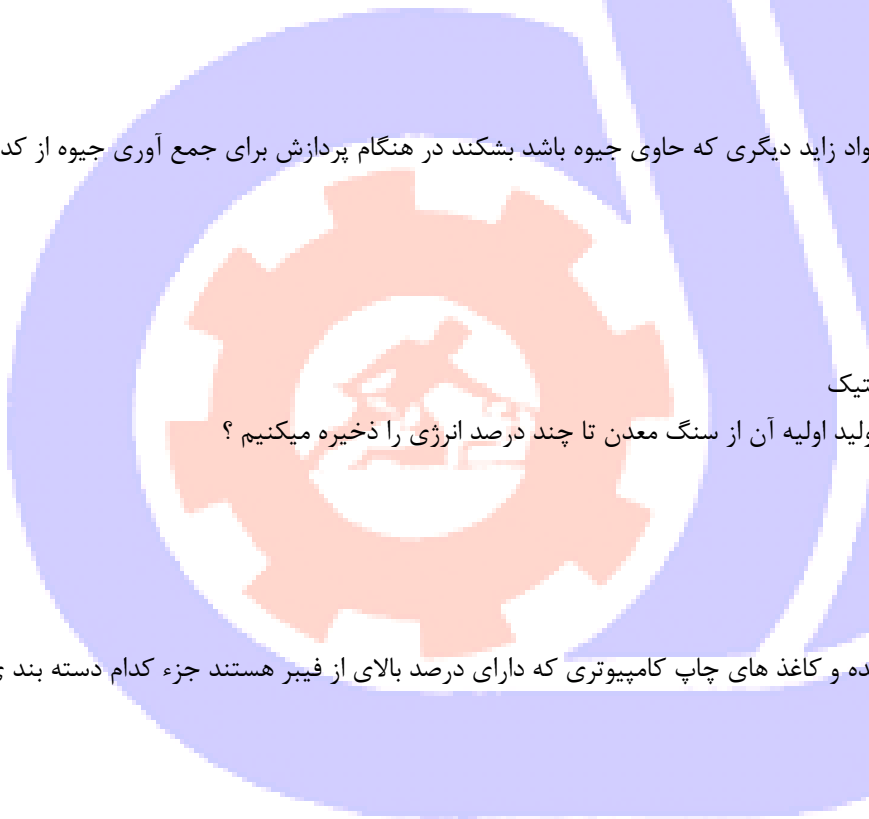 واد زاید دیگری که حاوی جیوه باشد بشکند در هنگام پردازش برای جمع آوری جیوه از کد
تیک
ولید اولیه آن از سنگ معدن تا چند درصد انرژی را ذخیره میکنیم ؟
ده و کاغذ های چاپ کامپیوتری که دارای درصد بالای از فیبر هستند جزء کدام دسته بند ی